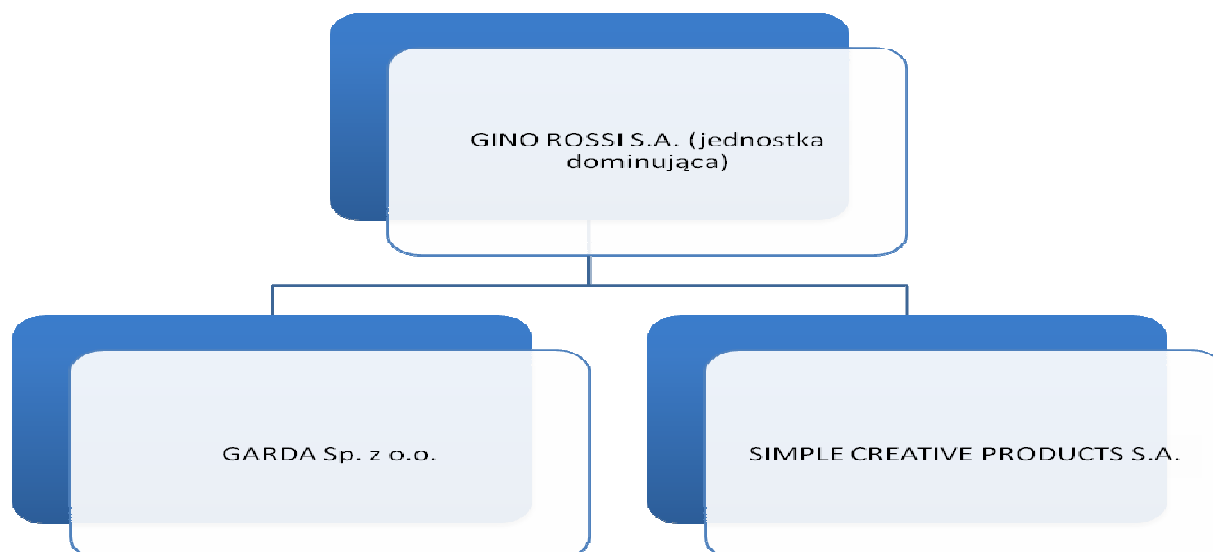 GINO ROSSI S.A. (jednostka
dominująca)
GARDA Sp. z o.o.
SIMPLE CREATIVE PRODUCTS S.A.